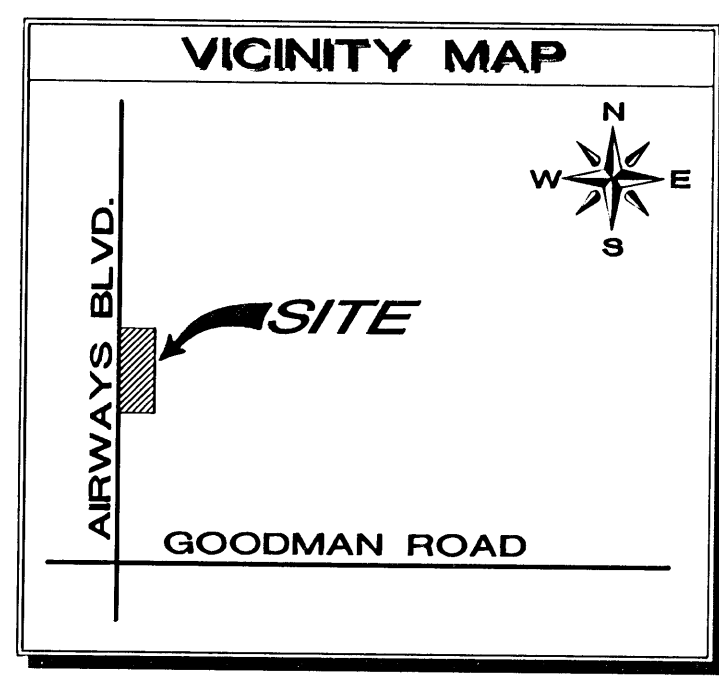 VICINITY MAP
N
W E
S
AIRWAYS BLVD.
SITE
GOODMAN ROAD